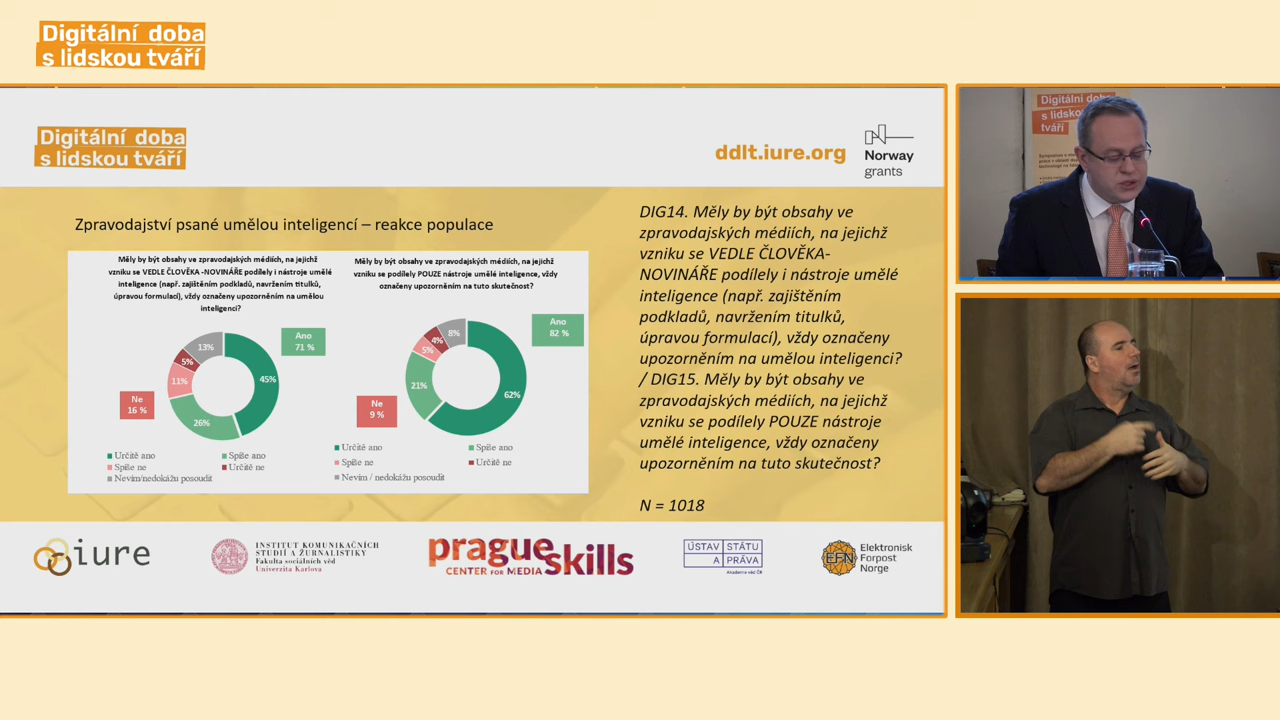 Digitální doba
s lidskou tváří
Digitální doba
s lidskou tváří
ddlt.iure.org
Norway
grants
Zpravodajství psané umělou inteligencí – reakce populace
Měly by být obsahy ve zpravodajských médiích, na jejichž
vzniku se VEDLE ČLOVĚKA -NOVINÁŘE podílely i nástroje umělé
inteligence (např. zajištěním podkladů, navržením titulků,
úpravou formulací), vždy označeny upozorněním na umělou
inteligenci?
Ano
71 %
Ne
16 %
45%
26%
11%
5%
13%
Určitě ano
Spíše ano
Spíše ne
Určitě ne
Nevím/nedokážu posoudit
Měly by být obsahy ve zpravodajských médiích, na jejichž
vzniku se podílely POUZE nástroje umělé inteligence, vždy
označeny upozorněním na tuto skutečnost?
Ano
82 %
Ne
9 %
62%
21%
5%
4%
8%
Určitě ano
Spíše ano
Spíše ne
Určitě ne
Nevím / nedokážu posoudit
DIG14. Měly by být obsahy ve
zpravodajských médiích, na jejichž
vzniku se VEDLE ČLOVĚKA-
NOVINÁŘE podílely i nástroje umělé
inteligence (např. zajištěním
podkladů, navržením titulků,
úpravou formulací), vždy označeny
upozorněním na umělou inteligenci?
/ DIG15. Měly by být obsahy ve
zpravodajských médiích, na jejichž
vzniku se podílely POUZE nástroje
umělé inteligence, vždy označeny
upozorněním na tuto skutečnost?
N = 1018
iure
INSTITUT KOMUNIKAČNÍCH
STUDIÍ A ŽURNALISTIKY
Fakulta sociálních věd
Univerzita Karlova
prague
CENTER FOR MEDIA skills
ÚSTAV STÁTU
A PRÁVA
Akademie věd ČR
EFN
Elektronisk
Forpost
Norge
Digitální doba
s lidskou
tváří